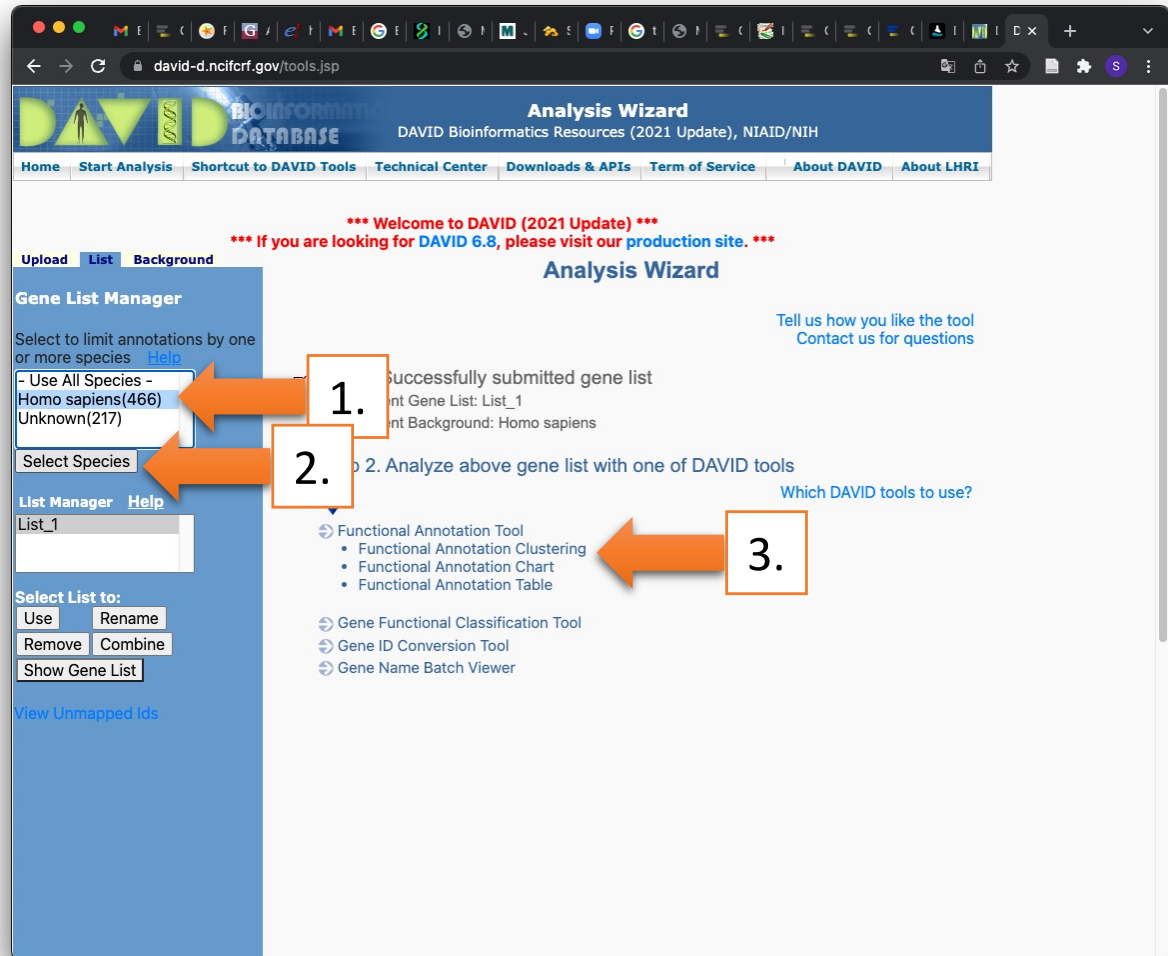 david-d.ncifcrf.gov/tools.jsp
S
DAVID BIOINFORMATIC
DATABASE
Analysis Wizard
DAVID Bioinformatics Resources (2021 Update), NIAID/NIH
Home Start Analysis Shortcut to DAVID Tools Technical Center Downloads & APIs Term of Service About DAVID About LHRI
*** Welcome to DAVID (2021 Update) ***
*** If you are looking for DAVID 6.8, please visit our production site. ***
Upload List Background
Analysis Wizard
Gene List Manager
Tell us how you like the tool
Contact us for questions
Select to limit annotations by one
or more species Help
- Use All Species -
Homo sapiens(466)
Unknown(217)
1.
Successfully submitted gene list
ent Gene List: List_1
ent Background: Homo sapiens
Select Species
2.
p 2. Analyze above gene list with one of DAVID tools
Which DAVID tools to use?
List Manager Help
List_1
Functional Annotation Tool
• Functional Annotation Clustering
• Functional Annotation Chart
• Functional Annotation Table
3.
Select List to:
Use Rename
Remove Combine
Show Gene List
Gene Functional Classification Tool
Gene ID Conversion Tool
Gene Name Batch Viewer
View Unmapped Ids